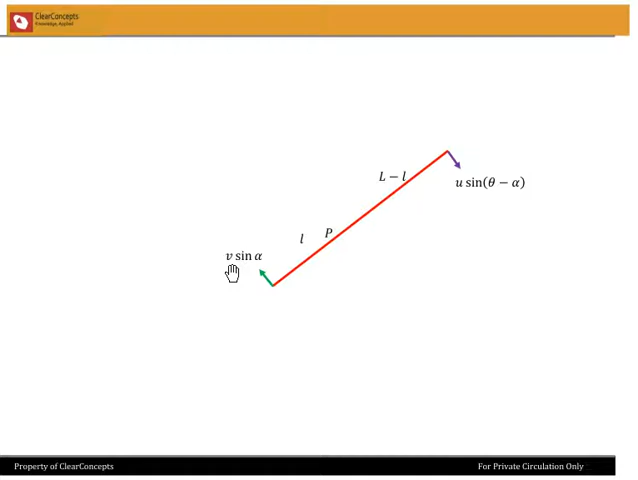 ClearConcepts
Knowledge, Applied
L − l
u sin(θ − α)
P
l
v sin α
Property of ClearConcepts
For Private Circulation Only